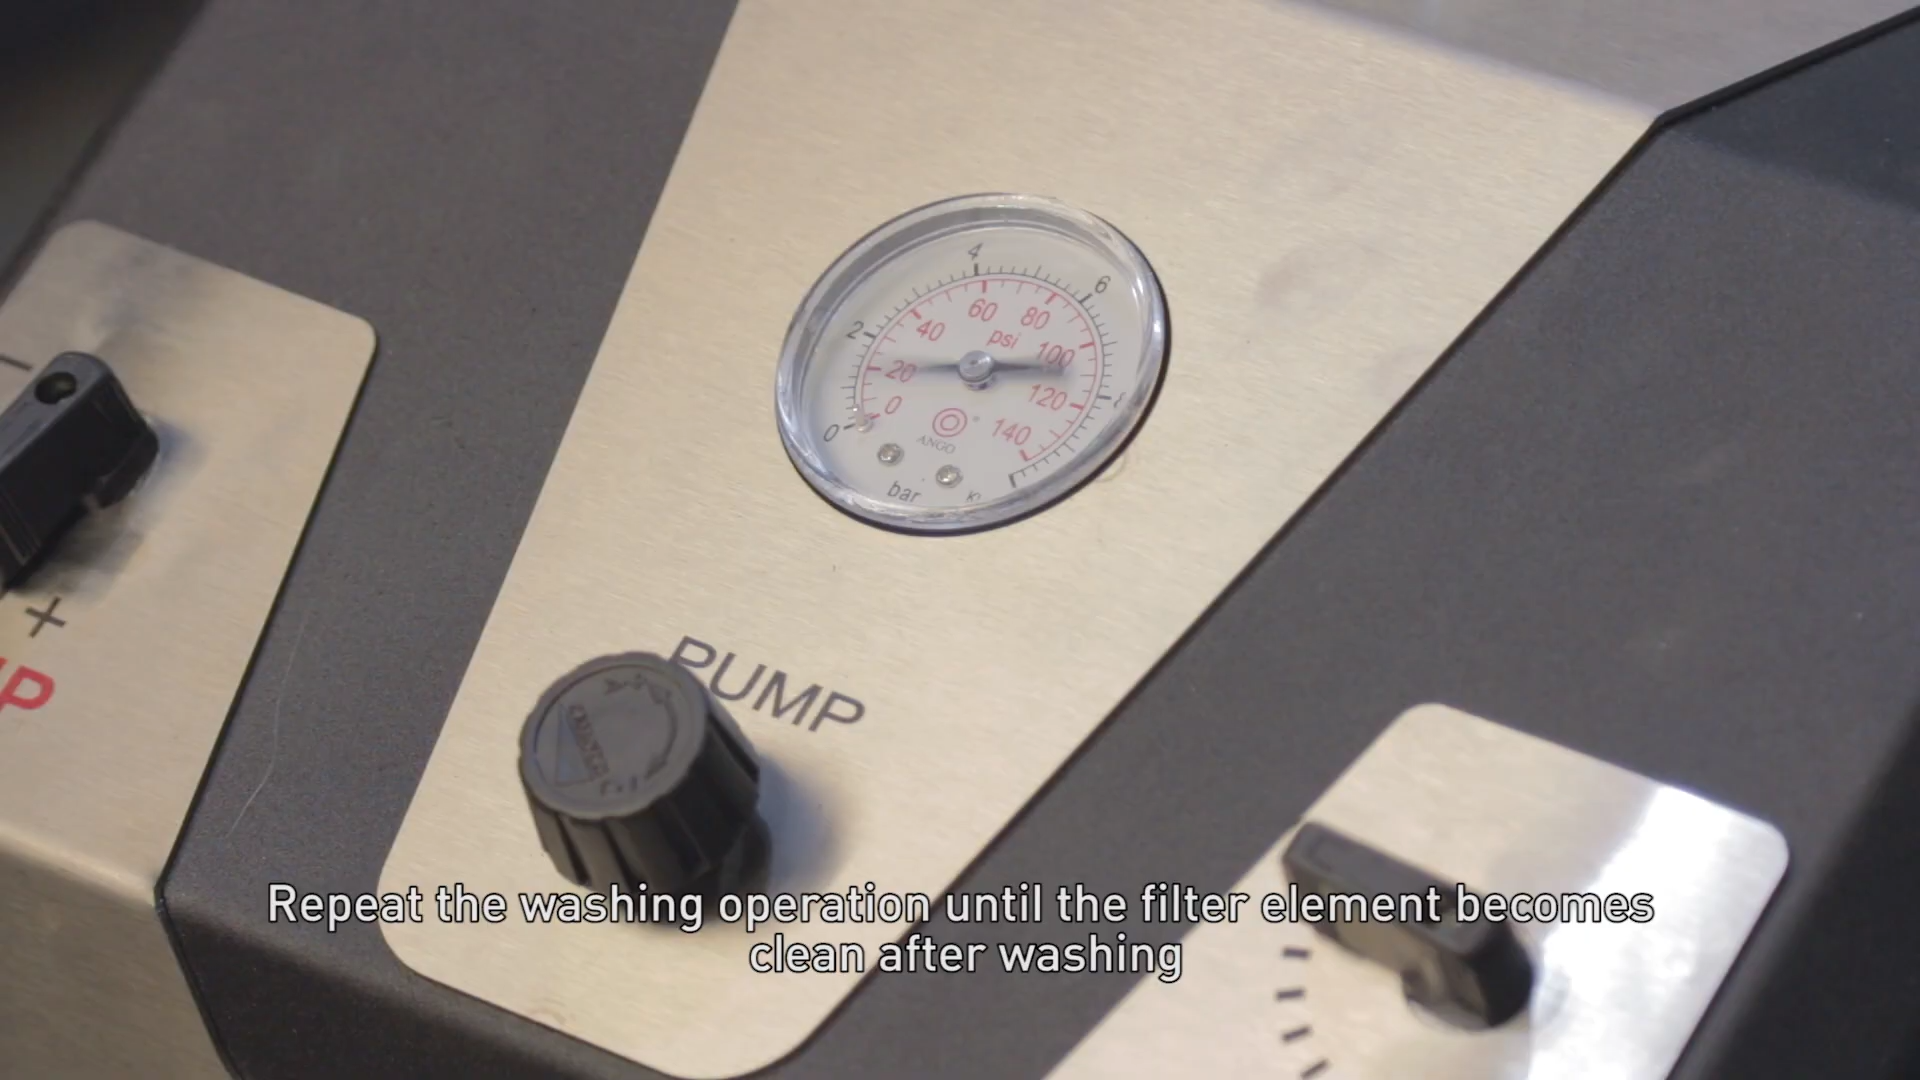 4
6
2
60
80
40
psi
100
20
120
0
140
0
ANGO
bar
PUMP
+
Repeat the washing operation until the filter element becomes
clean after washing